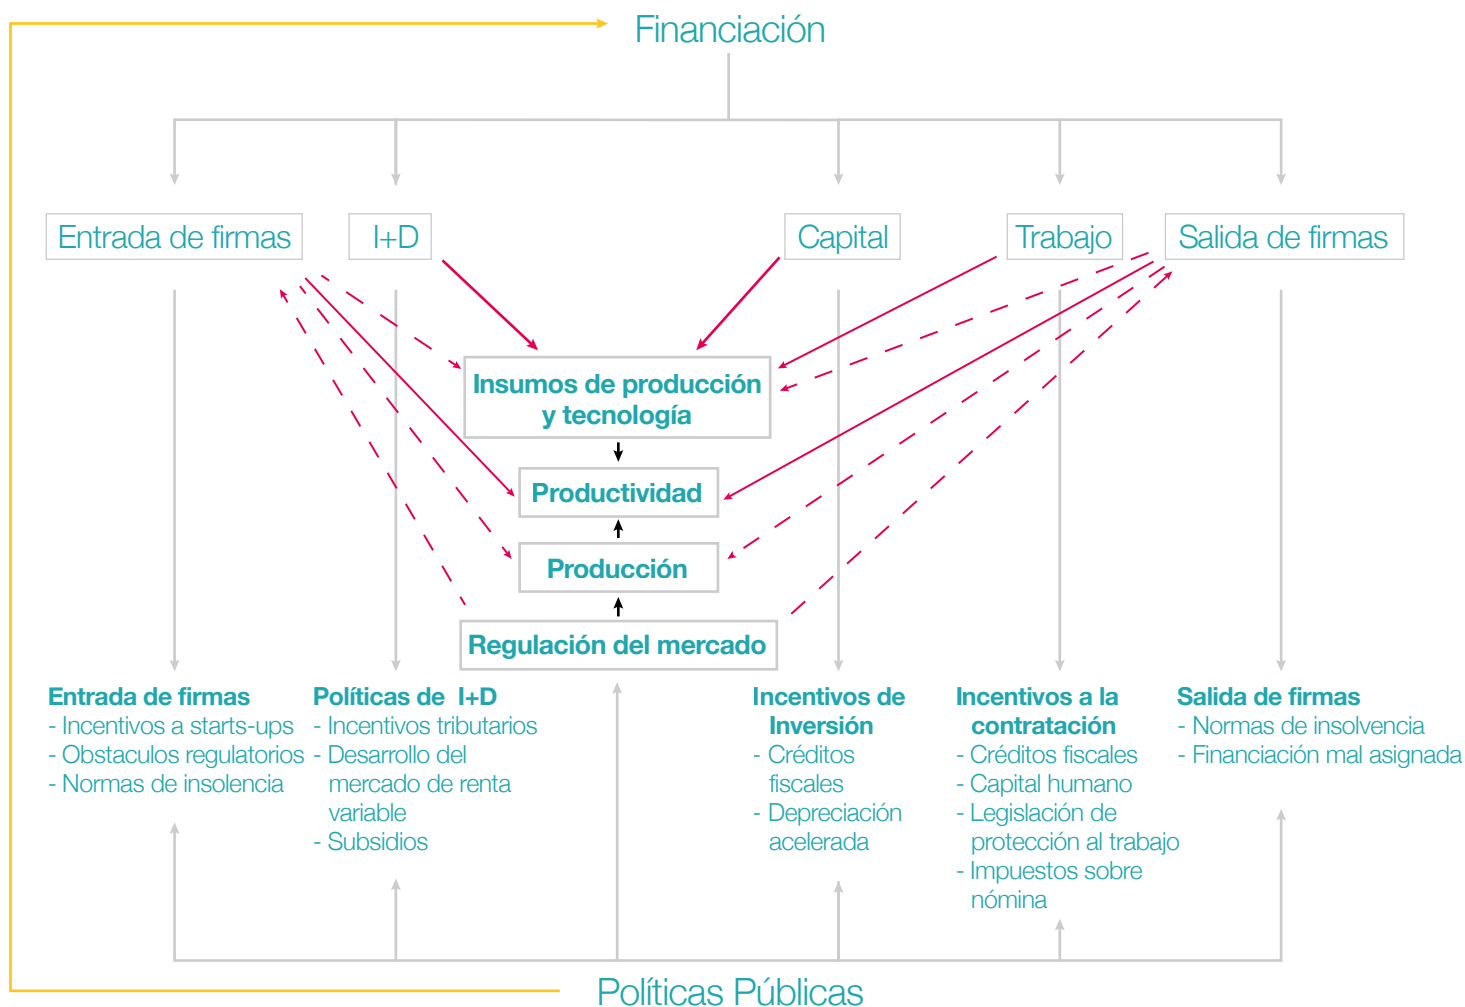 Financiación
Entrada de firmas
I+D
Capital
Trabajo
Salida de firmas
Insumos de producción
y tecnología
Productividad
Producción
Regulación del mercado
Entrada de firmas
- Incentivos a starts-ups
- Obstaculos regulatorios
- Normas de insolencia
Políticas de I+D
- Incentivos tributarios
- Desarrollo del
mercado de renta
variable
- Subsidios
Incentivos de
Inversión
- Créditos
fiscales
- Depreciación
acelerada
Incentivos a la
contratación
- Créditos fiscales
- Capital humano
- Legislación de
protección al trabajo
- Impuestos sobre
nómina
Salida de firmas
- Normas de insolvencia
- Financiación mal asignada
Políticas Públicas